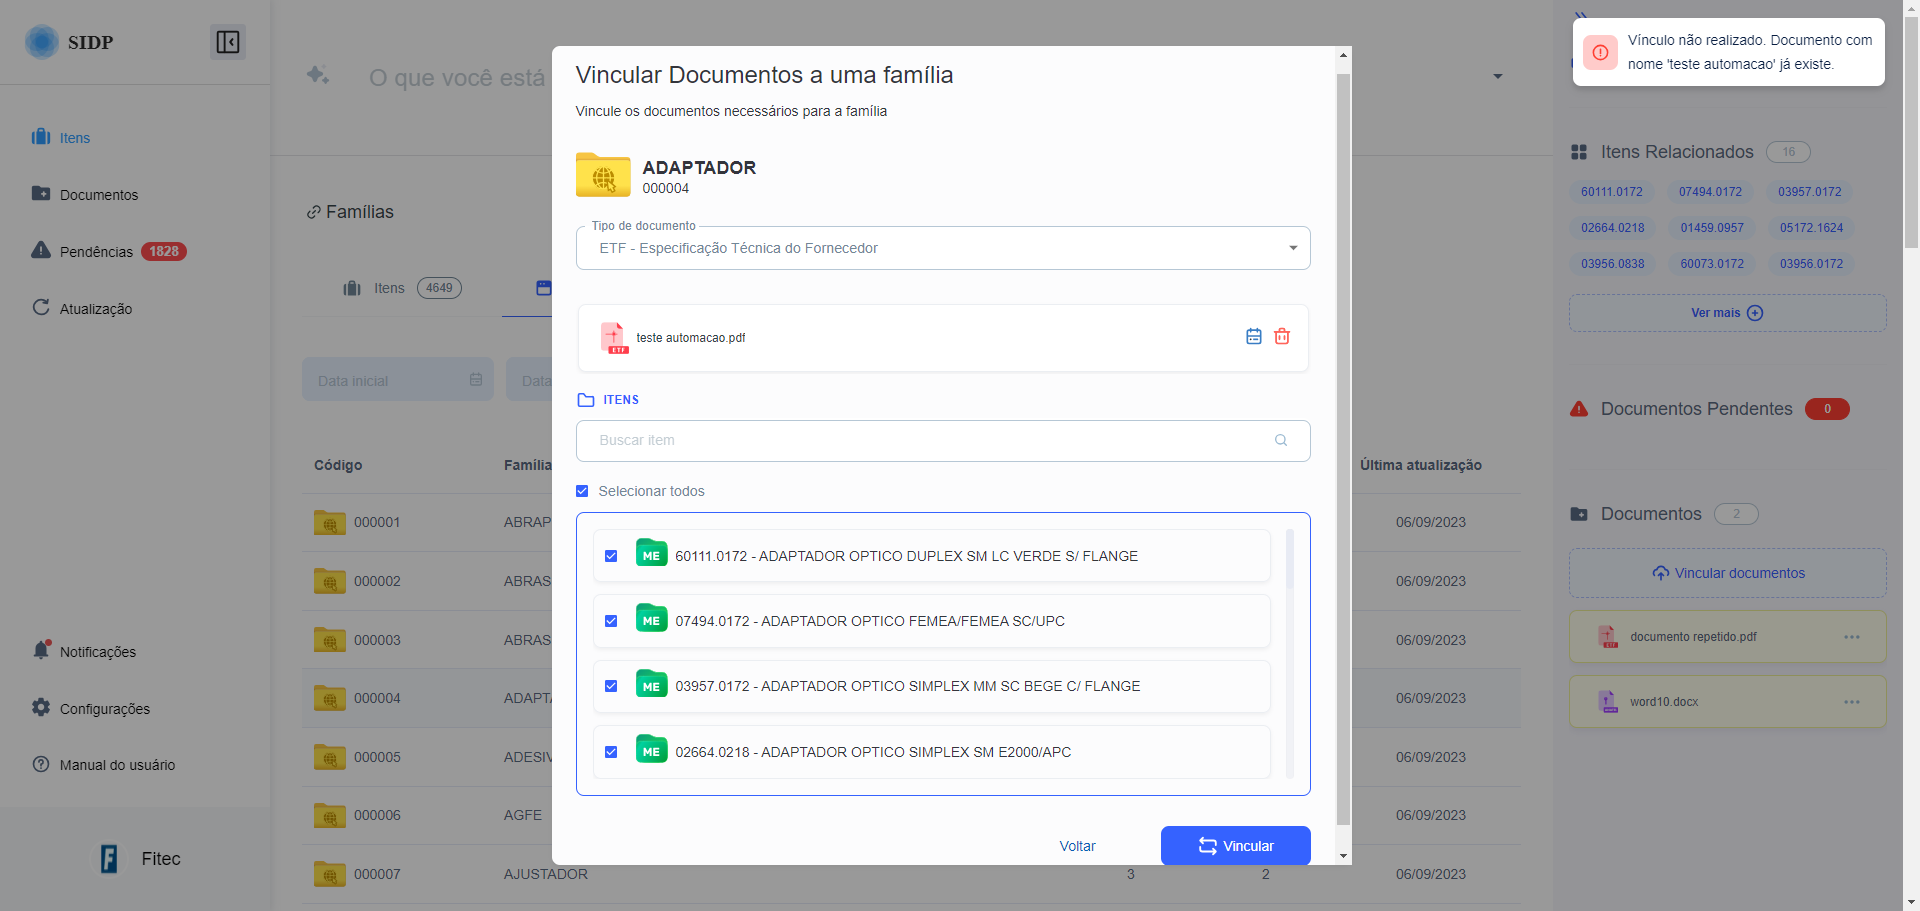 SIDP
Itens
Documentos
Pendências 1828
Atualização
Notificações
Configurações
Manual do usuário
Fitec
O que você está
Famílias
Itens 4649
Data inicial
Data
Código
Família
Última atualização
000001 ABRAP 06/09/2023
000002 ABRAS 06/09/2023
000003 ABRAS 06/09/2023
000004 ADAPTA 06/09/2023
000005 ADESIV 06/09/2023
000006 AGFE 06/09/2023
000007 AJUSTADOR 3 2 06/09/2023
Vincular Documentos a uma família
Vincule os documentos necessários para a família
ADAPTADOR
000004
Tipo de documento
ETF - Especificação Técnica do Fornecedor
ETF
teste automacao.pdf
ITENS
Buscar item
Selecionar todos
ME 60111.0172 - ADAPTADOR OPTICO DUPLEX SM LC VERDE S/ FLANGE
ME 07494.0172 - ADAPTADOR OPTICO FEMEA/FEMEA SC/UPC
ME 03957.0172 - ADAPTADOR OPTICO SIMPLEX MM SC BEGE C/ FLANGE
ME 02664.0218 - ADAPTADOR OPTICO SIMPLEX SM E2000/APC
Voltar
Vincular
Vínculo não realizado. Documento com
nome 'teste automacao' já existe.
Itens Relacionados 16
60111.0172 07494.0172 03957.0172
02664.0218 01459.0957 05172.1624
03956.0838 60073.0172 03956.0172
Ver mais
Documentos Pendentes 0
Documentos 2
Vincular documentos
ETF
documento repetido.pdf
word10.docx